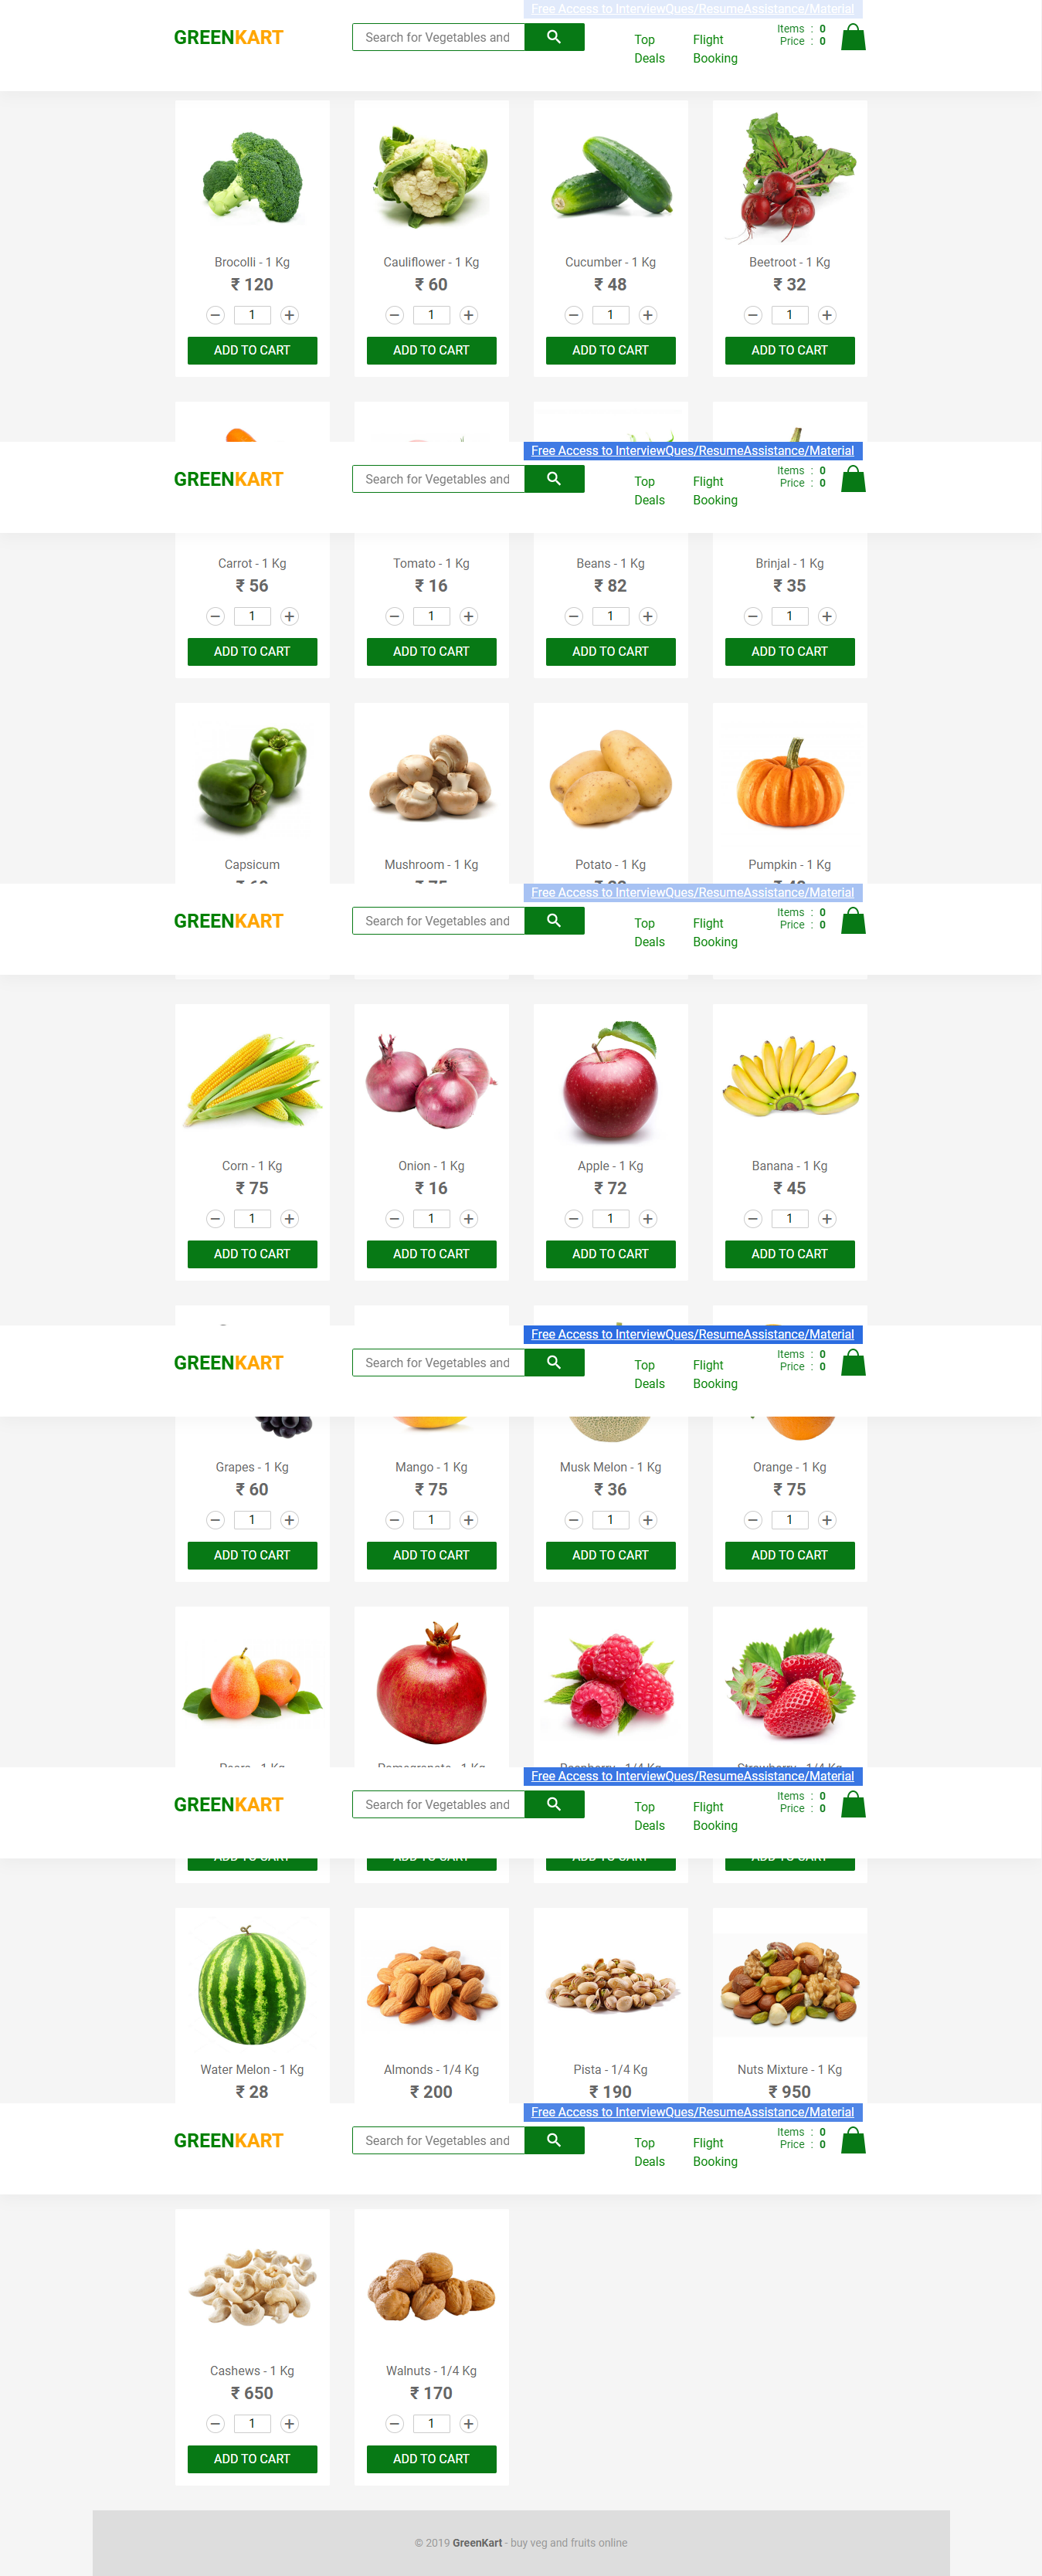 Free Access to InterviewQues/ResumeAssistance/Material
GREENKART
Search for Vegetables and
Top Deals
Flight Booking
Items : 0
Price : 0
Brocolli - 1 Kg
Cauliflower - 1 Kg
Cucumber - 1 Kg
Beetroot - 1 Kg
₹ 120
₹ 60
₹ 48
₹ 32
– 1 +
– 1 +
– 1 +
– 1 +
ADD TO CART
ADD TO CART
ADD TO CART
ADD TO CART
Free Access to InterviewQues/ResumeAssistance/Material
GREENKART
Search for Vegetables and
Top Deals
Flight Booking
Items : 0
Price : 0
Carrot - 1 Kg
Tomato - 1 Kg
Beans - 1 Kg
Brinjal - 1 Kg
₹ 56
₹ 16
₹ 82
₹ 35
– 1 +
– 1 +
– 1 +
– 1 +
ADD TO CART
ADD TO CART
ADD TO CART
ADD TO CART
Capsicum
Mushroom - 1 Kg
Potato - 1 Kg
Pumpkin - 1 Kg
Free Access to InterviewQues/ResumeAssistance/Material
GREENKART
Search for Vegetables and
Top Deals
Flight Booking
Items : 0
Price : 0
Corn - 1 Kg
Onion - 1 Kg
Apple - 1 Kg
Banana - 1 Kg
₹ 75
₹ 16
₹ 72
₹ 45
– 1 +
– 1 +
– 1 +
– 1 +
ADD TO CART
ADD TO CART
ADD TO CART
ADD TO CART
Free Access to InterviewQues/ResumeAssistance/Material
GREENKART
Search for Vegetables and
Top Deals
Flight Booking
Items : 0
Price : 0
Grapes - 1 Kg
Mango - 1 Kg
Musk Melon - 1 Kg
Orange - 1 Kg
₹ 60
₹ 75
₹ 36
₹ 75
– 1 +
– 1 +
– 1 +
– 1 +
ADD TO CART
ADD TO CART
ADD TO CART
ADD TO CART
Free Access to InterviewQues/ResumeAssistance/Material
GREENKART
Search for Vegetables and
Top Deals
Flight Booking
Items : 0
Price : 0
Water Melon - 1 Kg
Almonds - 1/4 Kg
Pista - 1/4 Kg
Nuts Mixture - 1 Kg
₹ 28
₹ 200
₹ 190
₹ 950
Free Access to InterviewQues/ResumeAssistance/Material
GREENKART
Search for Vegetables and
Top Deals
Flight Booking
Items : 0
Price : 0
Cashews - 1 Kg
Walnuts - 1/4 Kg
₹ 650
₹ 170
– 1 +
– 1 +
ADD TO CART
ADD TO CART
© 2019 GreenKart - buy veg and fruits online